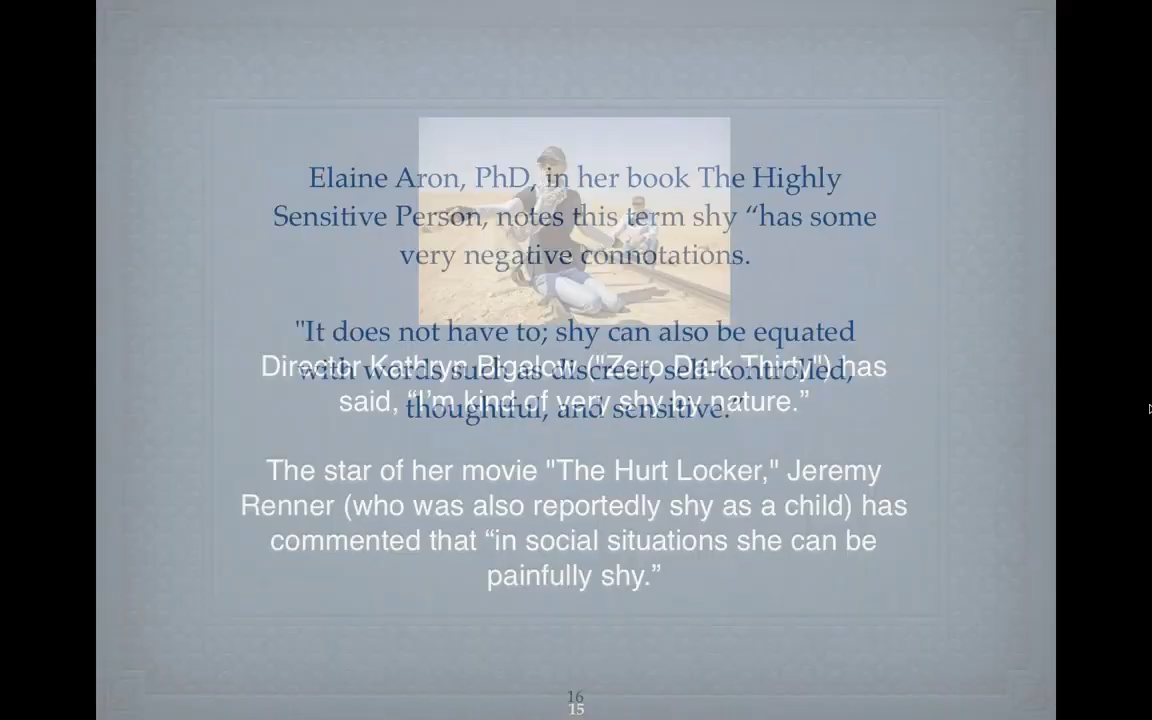 Elaine Aron, PhD, in her book The Highly
Sensitive Person, notes this term shy “has some
very negative connotations.
"It does not have to; shy can also be equated
with words such as discreet, self-controlled,
thoughtful, and sensitive.”
Director Kathryn Bigelow ("Zero Dark Thirty") has
said, “I’m kind of very shy by nature.”
The star of her movie "The Hurt Locker," Jeremy
Renner (who was also reportedly shy as a child) has
commented that “in social situations she can be
painfully shy.”
16
15